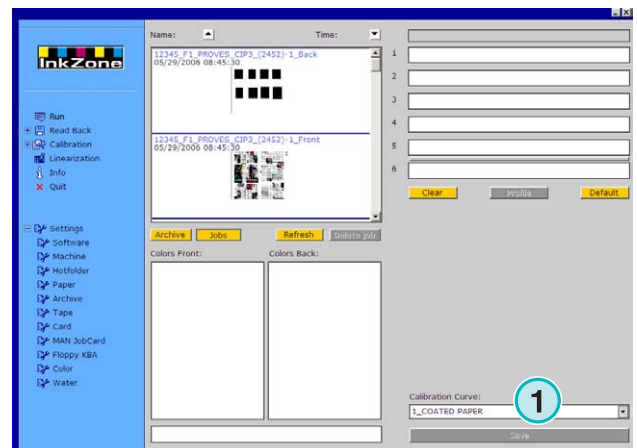 InkZone
Run
Read Back
Calibration
Linearization
Info
Quit
Settings
Software
Machine
Hotfolder
Paper
Archive
Tape
Card
MAN JobCard
Floppy KBA
Color
Water
Name:
Time:
12345_F1_PROVES_CIP3_(2452)-1_Back
05/29/2006 08:45:30
12345_F1_PROVES_CIP3_(2452)-1_Front
05/29/2006 08:45:30
Archive
Jobs
Refresh
Delete job
Colors Front:
Colors Back:
1
2
3
4
5
6
Clear
Profile
Default
Calibration Curve:
1_COATED PAPER
1
Save